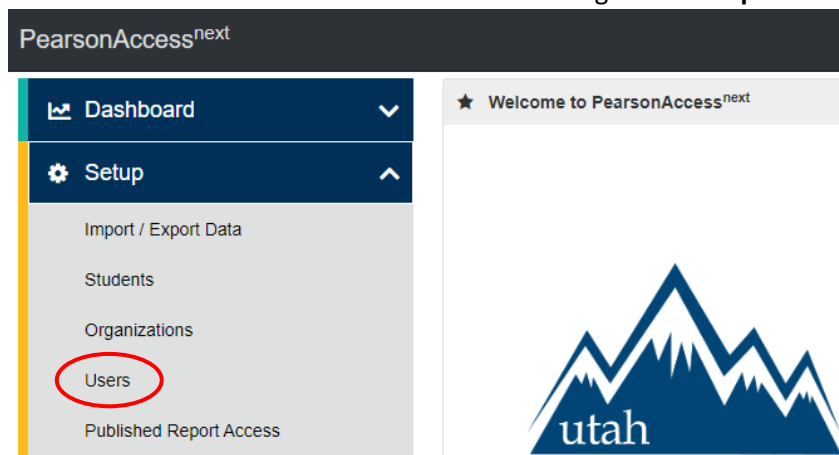 PearsonAccessnext
Dashboard
Setup
Import / Export Data
Students
Organizations
Users
Published Report Access
Welcome to PearsonAccessnext
utah